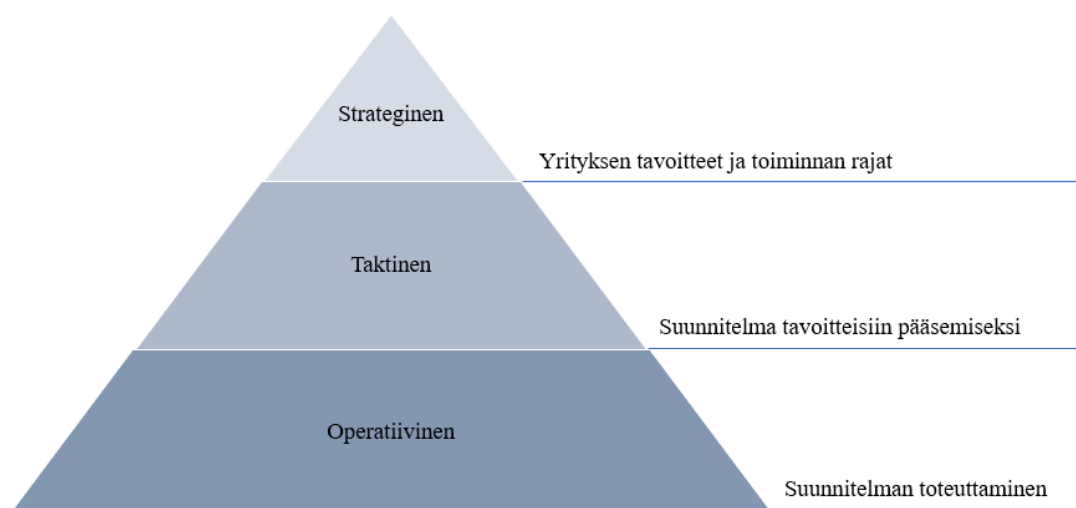 Strateginen
Yrityksen tavoitteet ja toiminnan rajat
Taktinen
Suunnitelma tavoitteisiin pääsemiseksi
Operatiivinen
Suunnitelman toteuttaminen